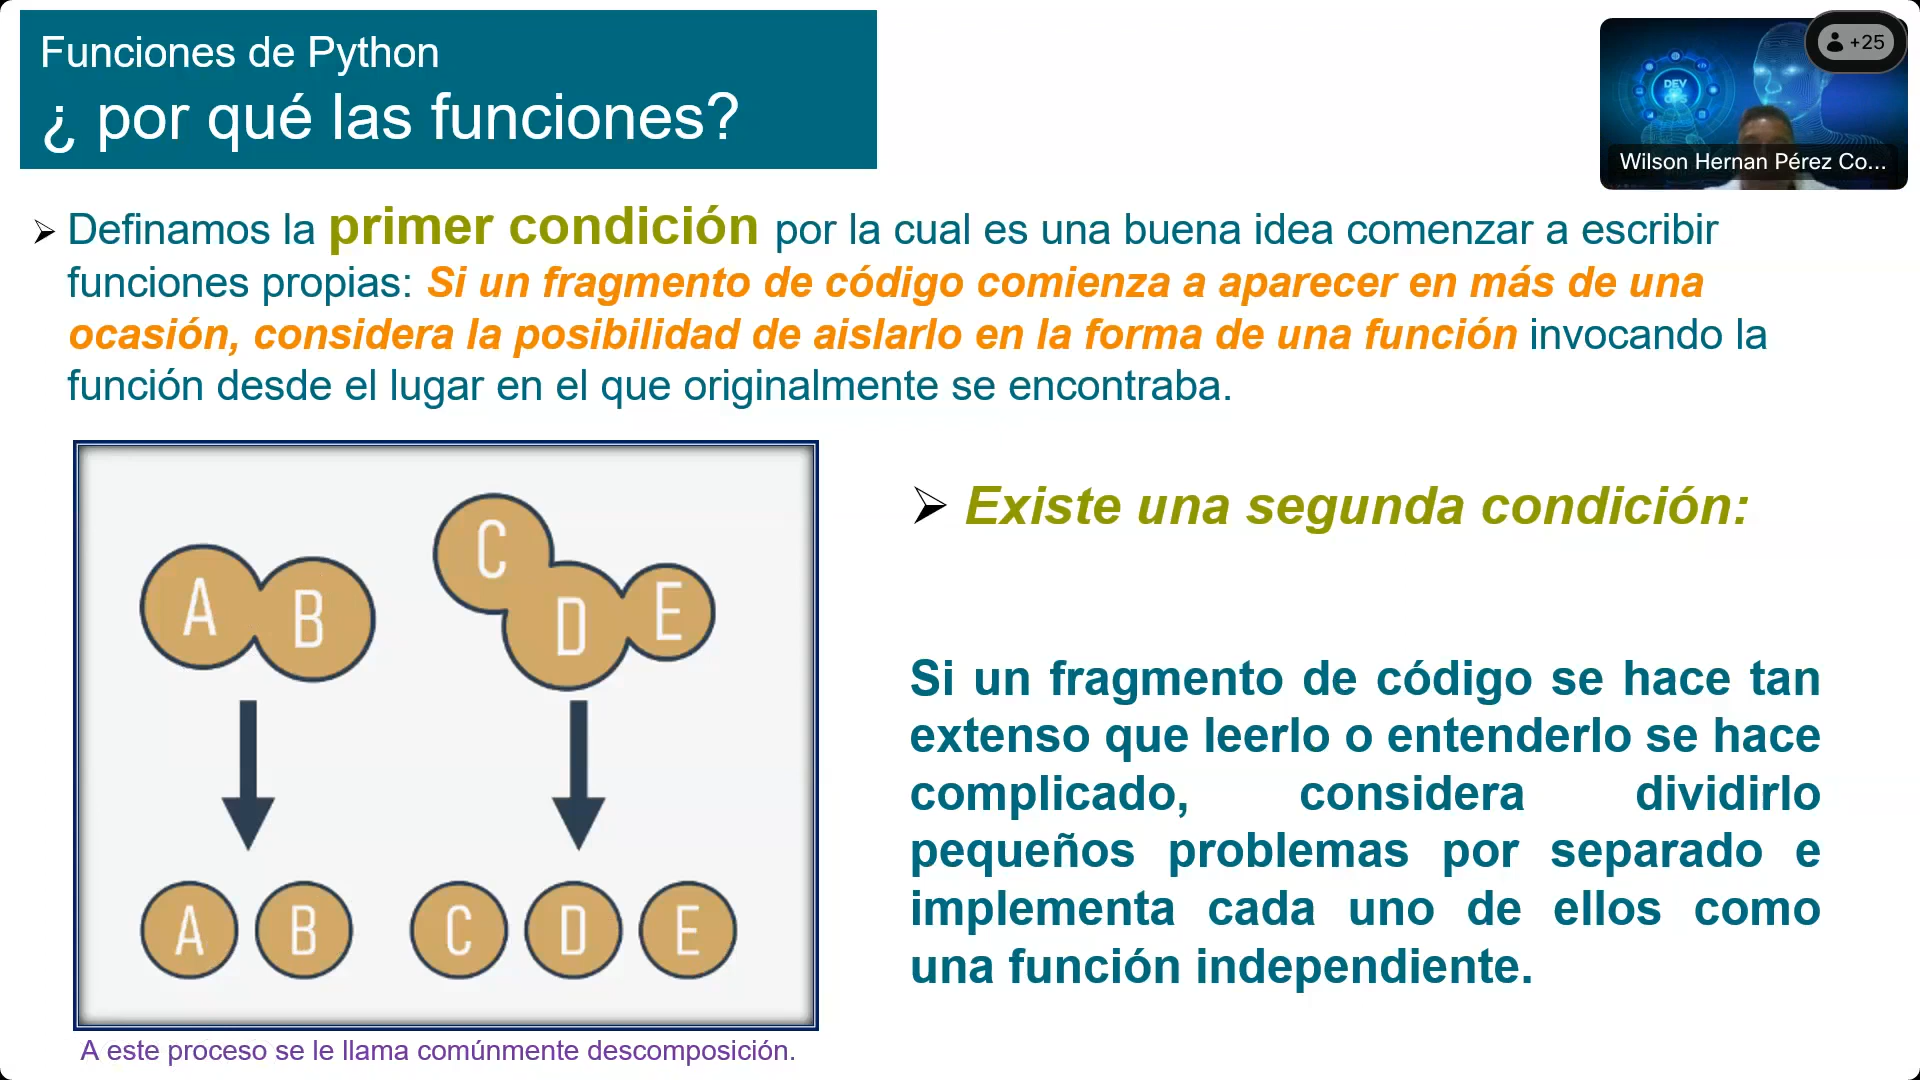 Funciones de Python
¿ por qué las funciones?
+25
DEV
OPS
Wilson Hernan Pérez Co...
➢ Definamos la primer condición por la cual es una buena idea comenzar a escribir
funciones propias: Si un fragmento de código comienza a aparecer en más de una
ocasión, considera la posibilidad de aislarlo en la forma de una función invocando la
función desde el lugar en el que originalmente se encontraba.
A B C D E
A B C D E
A este proceso se le llama comúnmente descomposición.
➢ Existe una segunda condición:
Si un fragmento de código se hace tan
extenso que leerlo o entenderlo se hace
complicado, considera dividirlo
pequeños problemas por separado e
implementa cada uno de ellos como
una función independiente.